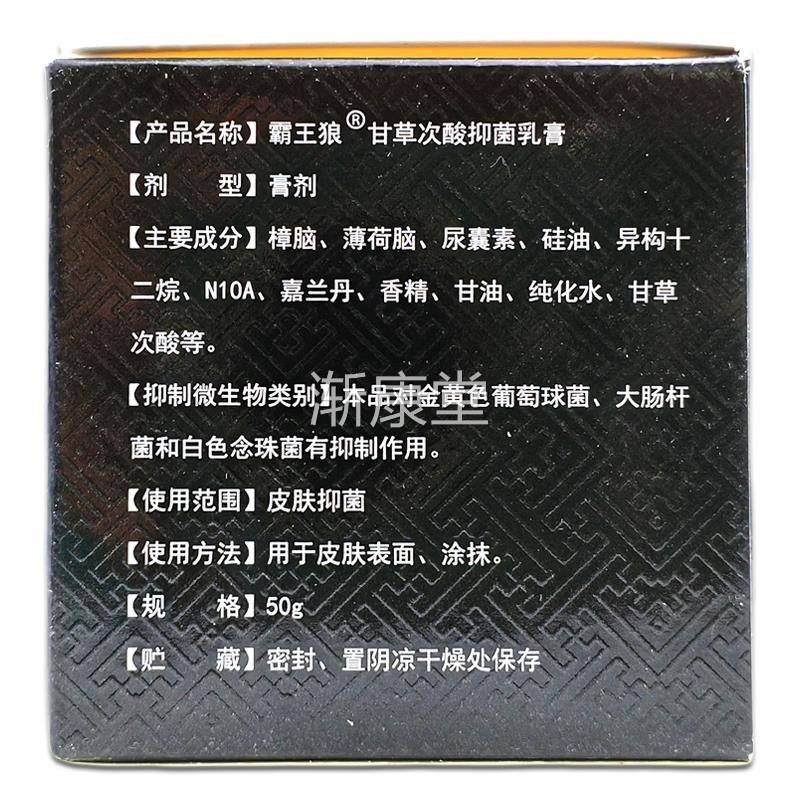 【产品名称】霸王狼®甘草次酸抑菌乳膏
【剂 型】膏剂
【主要成分】樟脑、薄荷脑、尿囊素、硅油、异构十
二烷、N10A、嘉兰丹、香精、甘油、纯化水、甘草
次酸等。
【抑制微生物类别】本品对金黄色葡萄球菌、大肠杆
渐康堂
菌和白色念珠菌有抑制作用。
【使用范围】皮肤抑菌
【使用方法】用于皮肤表面、涂抹。
【规 格】50g
【贮 藏】密封、置阴凉干燥处保存